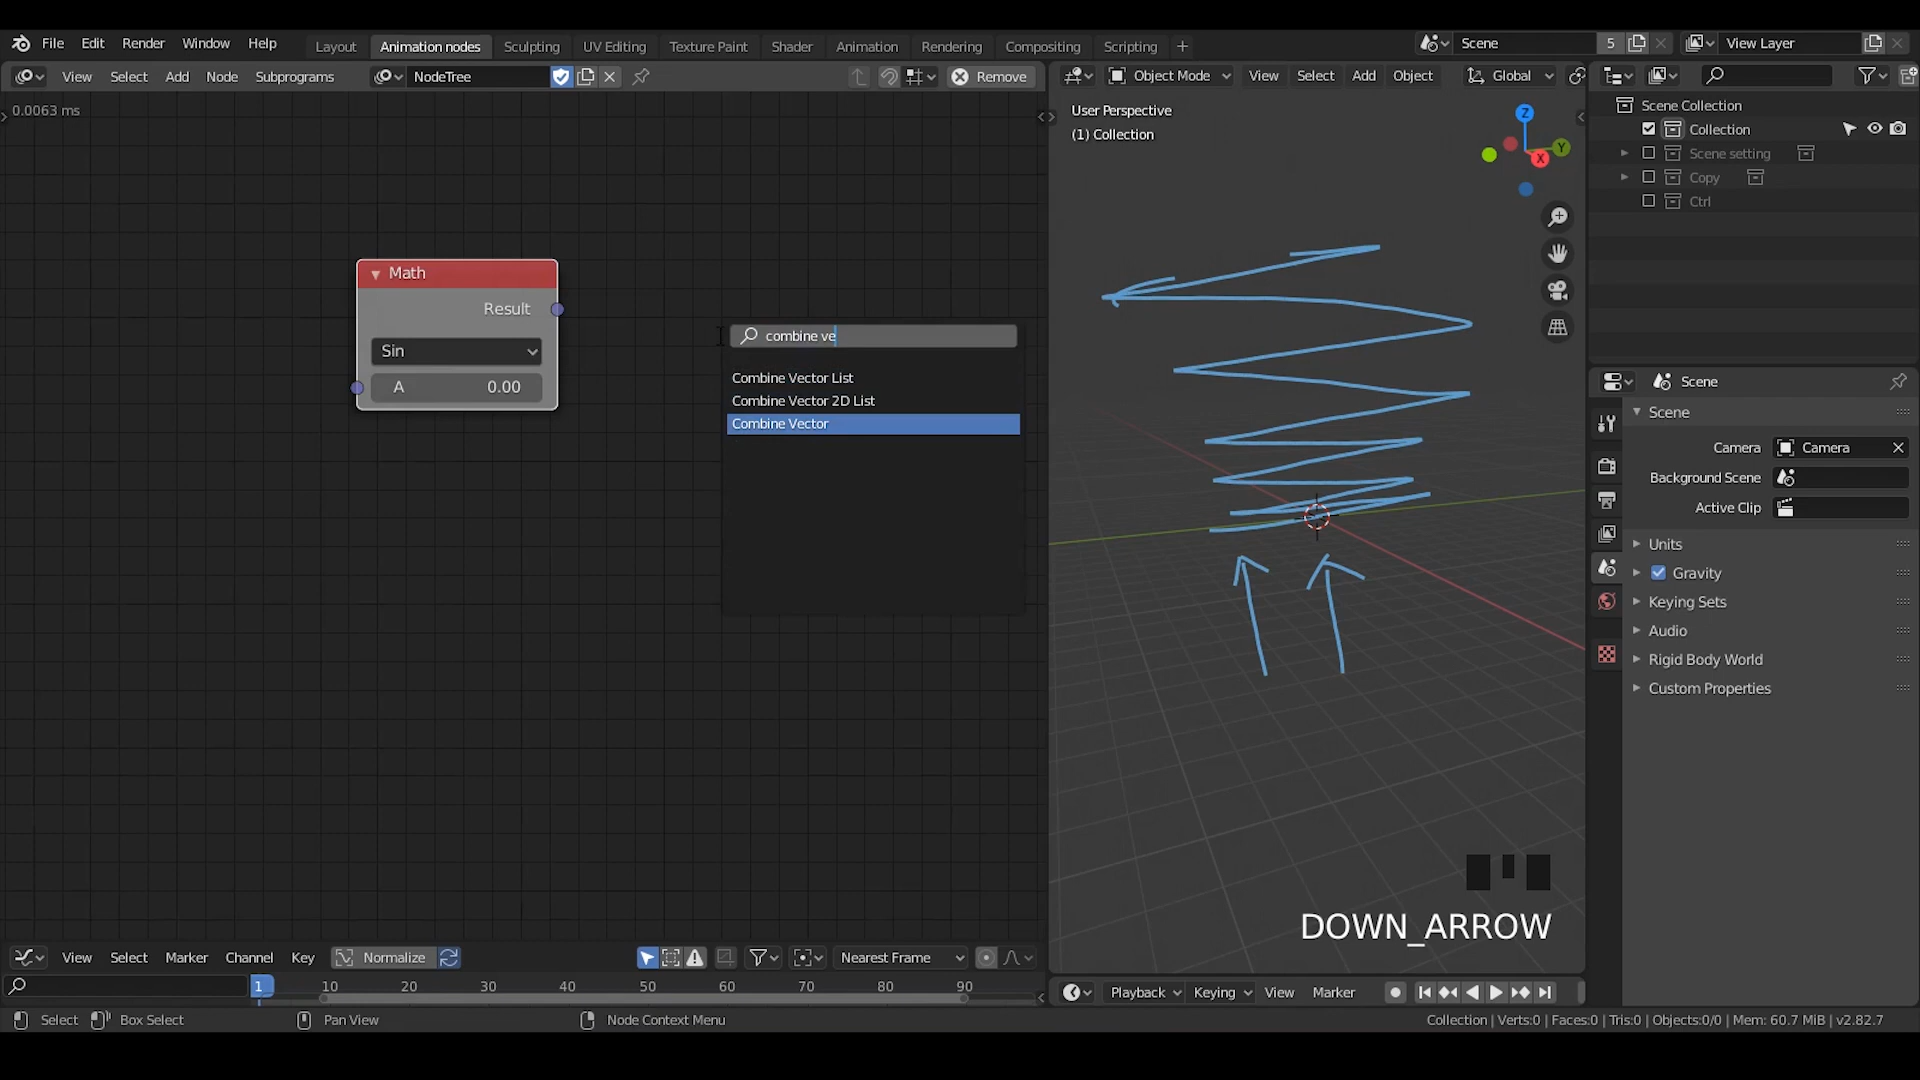 File Edit Render Window Help Layout Animation nodes Sculpting UV Editing Texture Paint Shader Animation Rendering Compositing Scripting + Scene 5 View Layer
View Select Add Node Subprograms NodeTree Remove Object Mode View Select Add Object Global
0.0063 ms
User Perspective
(1) Collection
Z
Y
X
Scene Collection
Collection
Scene setting
Copy
Ctrl
Math
Result
Sin
A 0.00
combine ve
Combine Vector List
Combine Vector 2D List
Combine Vector
Scene
Scene
Camera Camera
Background Scene
Active Clip
Units
Gravity
Keying Sets
Audio
Rigid Body World
Custom Properties
DOWN_ARROW
View Select Marker Channel Key Normalize Nearest Frame
1 10 20 30 40 50 60 70 80 90
Playback Keying View Marker
Select Box Select Pan View Node Context Menu Collection | Verts:0 | Faces:0 | Tris:0 | Objects:0/0 | Mem: 60.7 MiB | v2.82.7